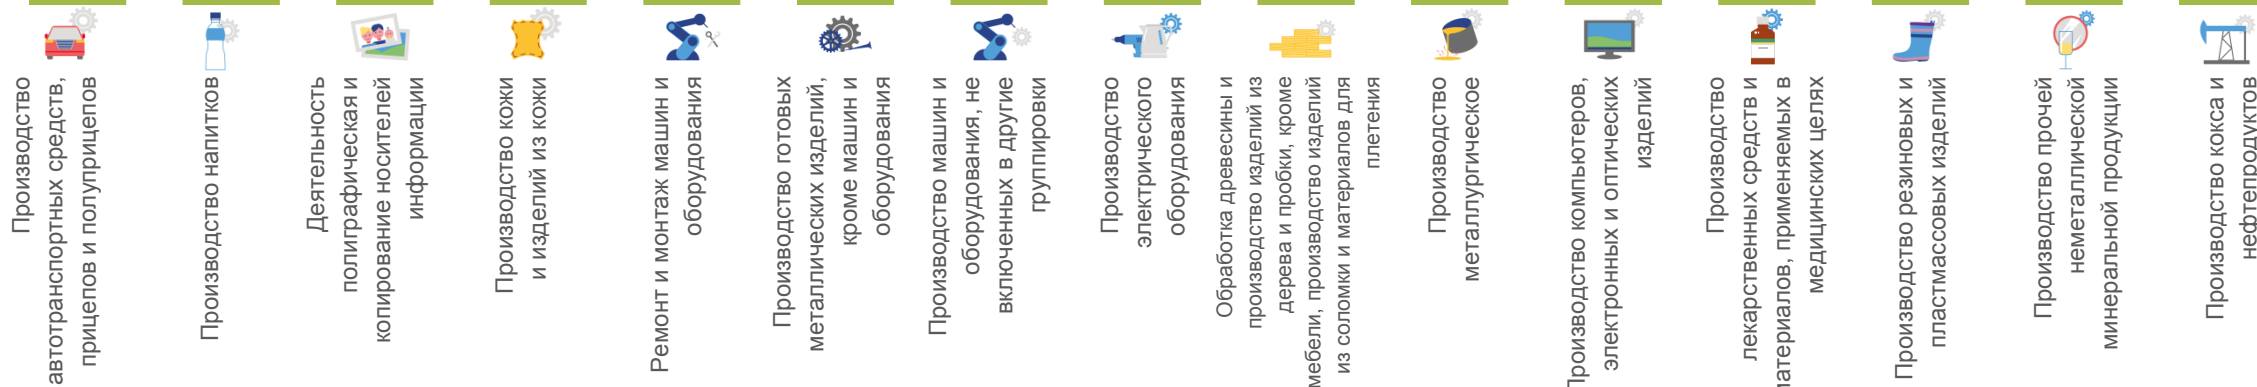 Производство
автотранспортных средств,
прицепов и полуприцепов
Производство напитков
Деятельность
полиграфическая и
копирование носителей
информации
Производство кожи
и изделий из кожи
Ремонт и монтаж машин и
оборудования
Производство готовых
металлических изделий,
кроме машин и
оборудования
Производство машин и
оборудования, не
включенных в другие
группировки
Производство
электрического
оборудования
Обработка древесины и
производство изделий из
дерева и пробки, кроме
мебели, производство изделий
из соломки и материалов для
плетения
Производство
металлургическое
Производство компьютеров,
электронных и оптических
изделий
Производство
лекарственных средств и
материалов, применяемых в
медицинских целях
Производство резиновых и
пластмассовых изделий
Производство прочей
неметаллической
минеральной продукции
Производство кокса и
нефтепродуктов